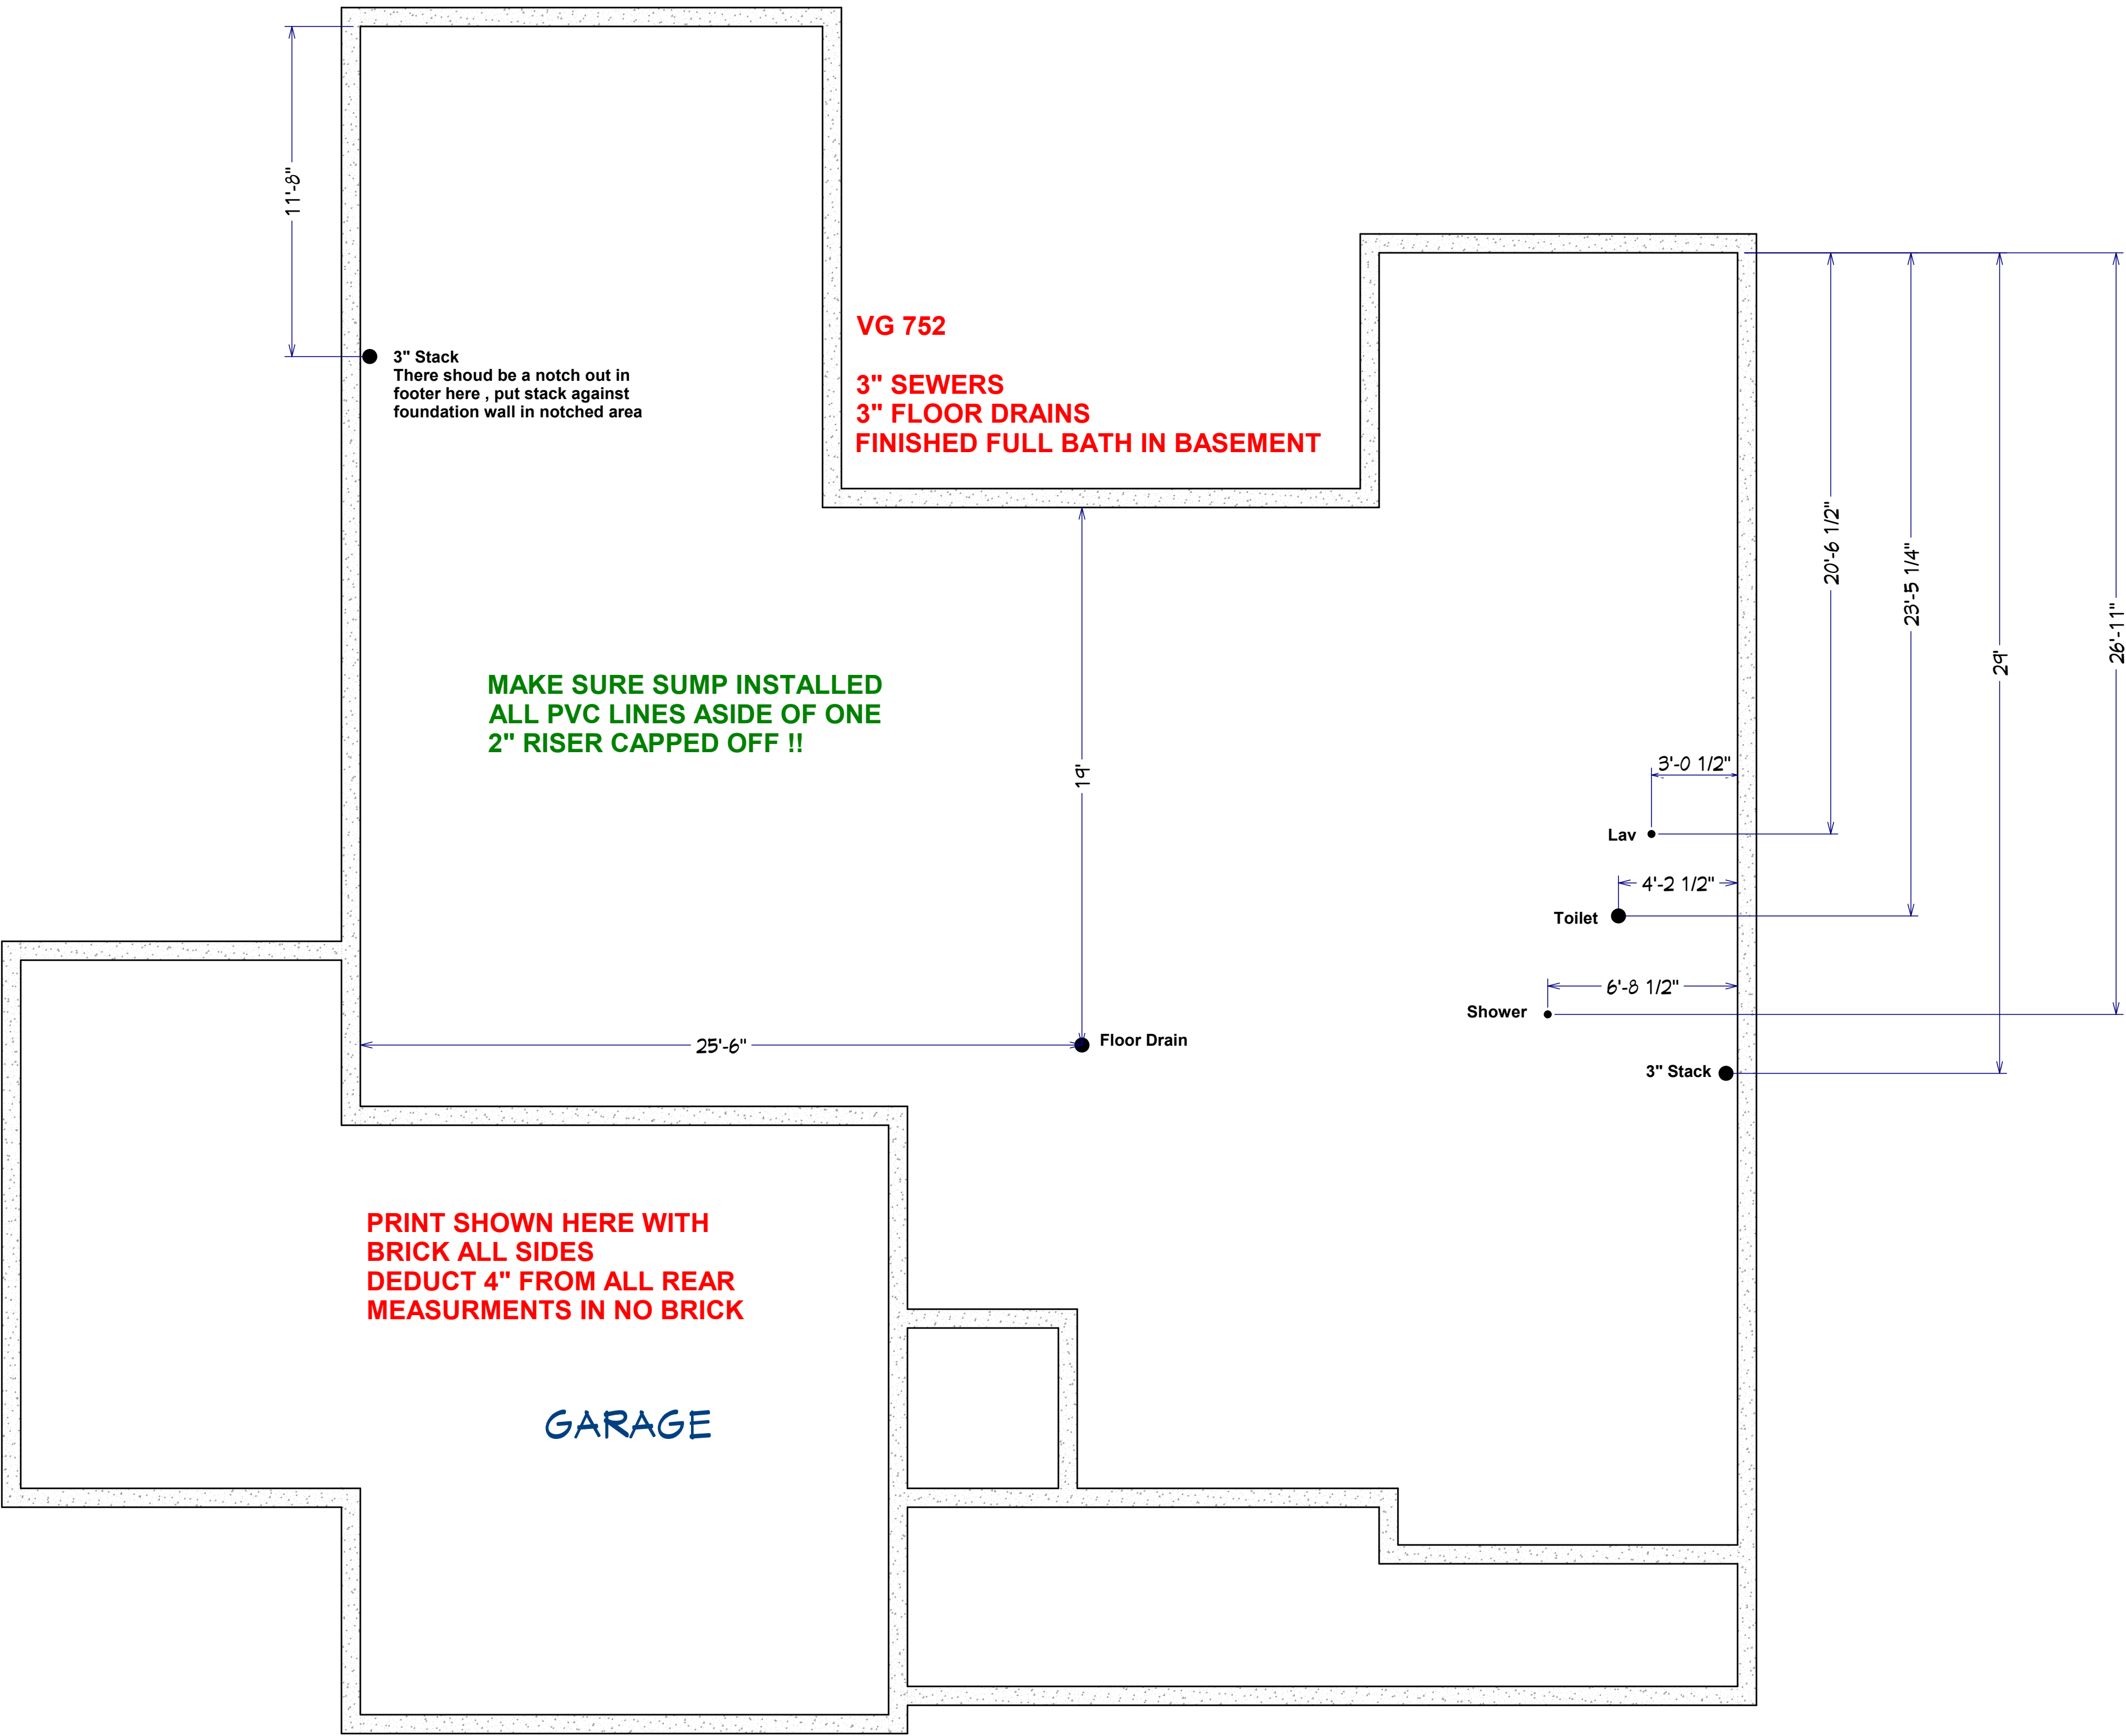 11'-8"
3" Stack
There shoud be a notch out in
footer here , put stack against
foundation wall in notched area
VG 752
3" SEWERS
3" FLOOR DRAINS
FINISHED FULL BATH IN BASEMENT
20'-6 1/2"
23'-5 1/4"
29'
26'-11"
MAKE SURE SUMP INSTALLED
ALL PVC LINES ASIDE OF ONE
2" RISER CAPPED OFF !!
19'
3'-0 1/2"
Lav
4'-2 1/2"
Toilet
6'-8 1/2"
Shower
25'-6"
Floor Drain
3" Stack
PRINT SHOWN HERE WITH
BRICK ALL SIDES
DEDUCT 4" FROM ALL REAR
MEASURMENTS IN NO BRICK
GARAGE